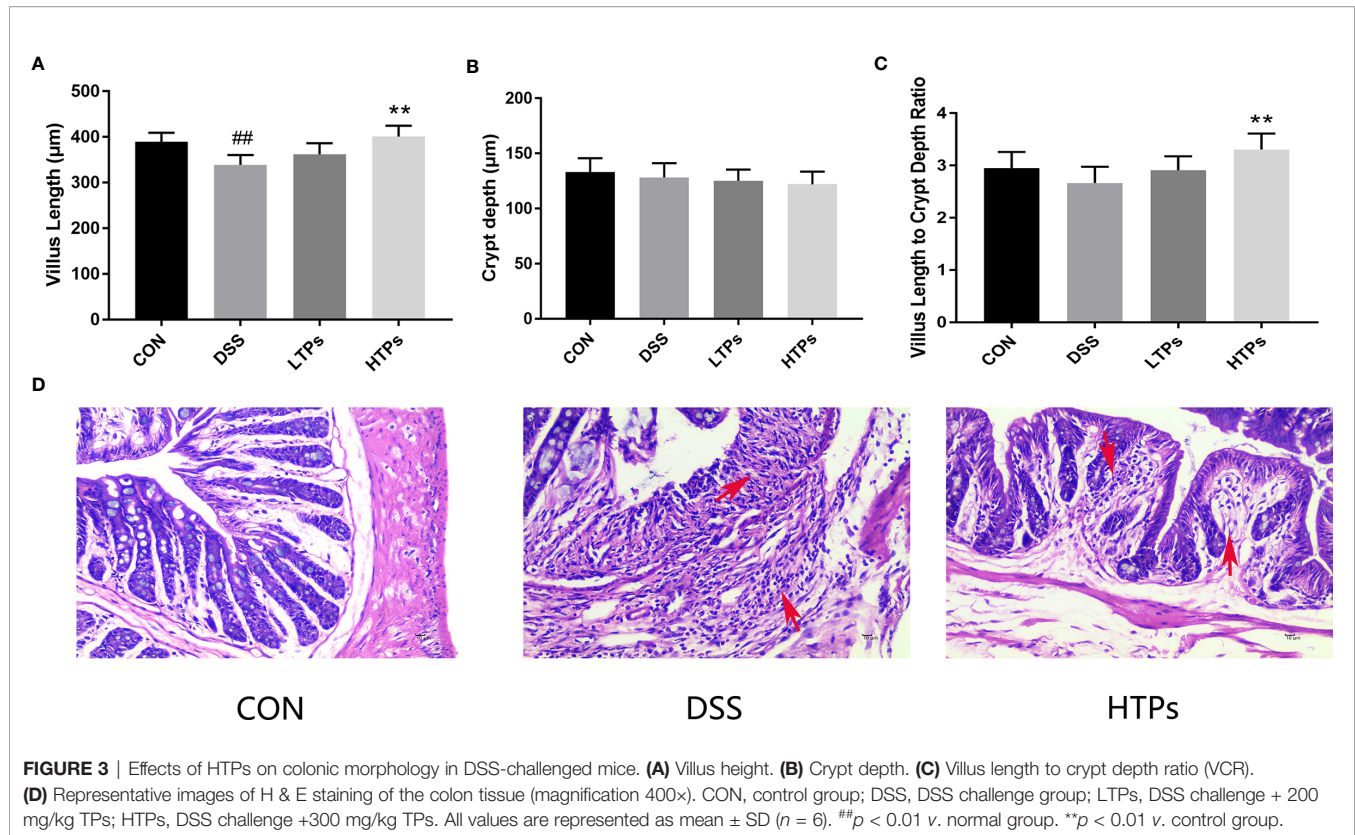 A
Villus Length (μm)
500
400
300
200
100
0
##
**
CON
DSS
LTPs
HTPs
B
Crypt depth (μm)
200
150
100
50
0
CON
DSS
LTPs
HTPs
C
Villus Length to Crypt Depth Ratio
4
3
2
1
0
**
CON
DSS
LTPs
HTPs
D
10 μm
10 μm
CON
DSS
HTPs
FIGURE 3 | Effects of HTPs on colonic morphology in DSS-challenged mice. (A) Villus height. (B) Crypt depth. (C) Villus length to crypt depth ratio (VCR).
(D) Representative images of H & E staining of the colon tissue (magnification 400×). CON, control group; DSS, DSS challenge group; LTPs, DSS challenge + 200
mg/kg TPs; HTPs, DSS challenge +300 mg/kg TPs. All values are represented as mean ± SD (n = 6). ##p < 0.01 v. normal group. **p < 0.01 v. control group.